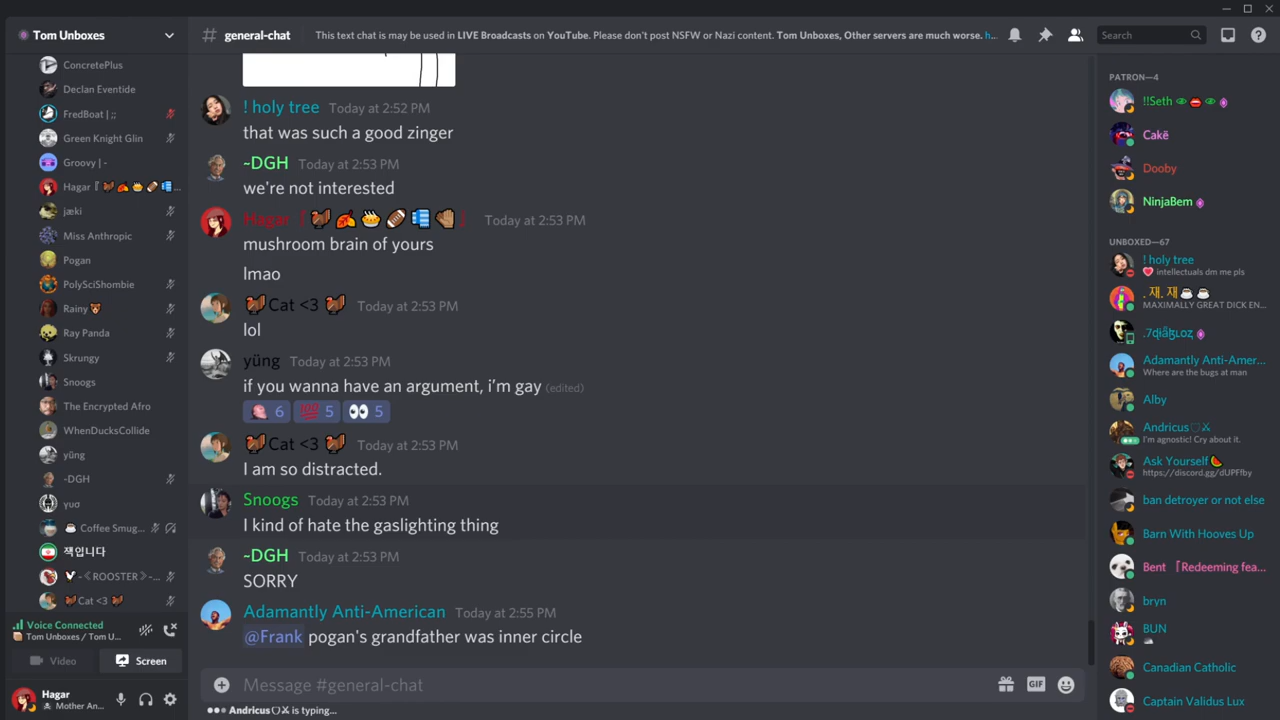 Tom Unboxes
ConcretePlus
Declan Eventide
FredBoat | ;;
Green Knight Glin
Groovy | -
Hagar『🦃🍂🥧🏈🥫...
jæki
Miss Anthropic
Pogan
PolySciShombie
Rainy🐻
Ray Panda
Skrungy
Snoogs
The Encrypted Afro
WhenDucksCollide
yüng
~DGH
γυσ
☕ Coffee Smug...
잭입니다
🐓-《ROOSTER》-...
🦃Cat <3 🦃
Voice Connected
Tom Unboxes / Tom U...
Video
Screen
Hagar
Mother An...
# general-chat
This text chat is may be used in LIVE Broadcasts on YouTube. Please don't post NSFW or Nazi content. Tom Unboxes, Other servers are much worse. h...
Search
! holy tree Today at 2:52 PM
that was such a good zinger
~DGH Today at 2:53 PM
we're not interested
Hagar『🦃🍂🥧🏈🥫🤚🏽』 Today at 2:53 PM
mushroom brain of yours
lmao
🦃Cat <3 🦃 Today at 2:53 PM
lol
yüng Today at 2:53 PM
if you wanna have an argument, i’m gay (edited)
6 💯 5 👀 5
🦃Cat <3 🦃 Today at 2:53 PM
I am so distracted.
Snoogs Today at 2:53 PM
I kind of hate the gaslighting thing
~DGH Today at 2:53 PM
SORRY
Adamantly Anti-American Today at 2:55 PM
@Frank pogan's grandfather was inner circle
Message #general-chat
GIF
Andricus🛡⚔ is typing...
PATRON—4
!!Seth 👁👄👁
Cakë
Dooby
NinjaBem
UNBOXED—67
! holy tree
❤ intellectuals dm me pls
. 재. 재☕☕
MAXIMALLY GREAT DICK EN...
Adamantly Anti-Amer...
Where are the bugs at man
Alby
Andricus🛡⚔
I'm agnostic! Cry about it.
Ask Yourself🍉
https://discord.gg/dUPFfby
ban detroyer or not else
Barn With Hooves Up
Bent 『Redeeming fea...
bryn
BUN
Canadian Catholic
Captain Validus Lux